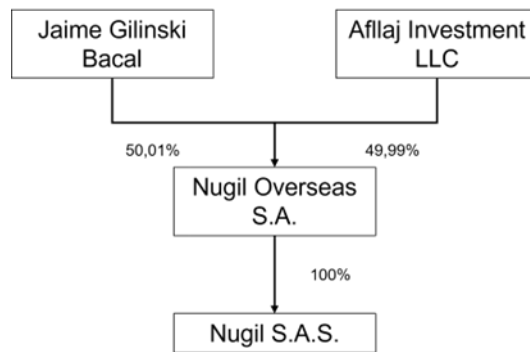 Jaime Gilinski
Bacal
Afllaj Investment
LLC
50,01%
49,99%
Nugil Overseas
S.A.
100%
Nugil S.A.S.